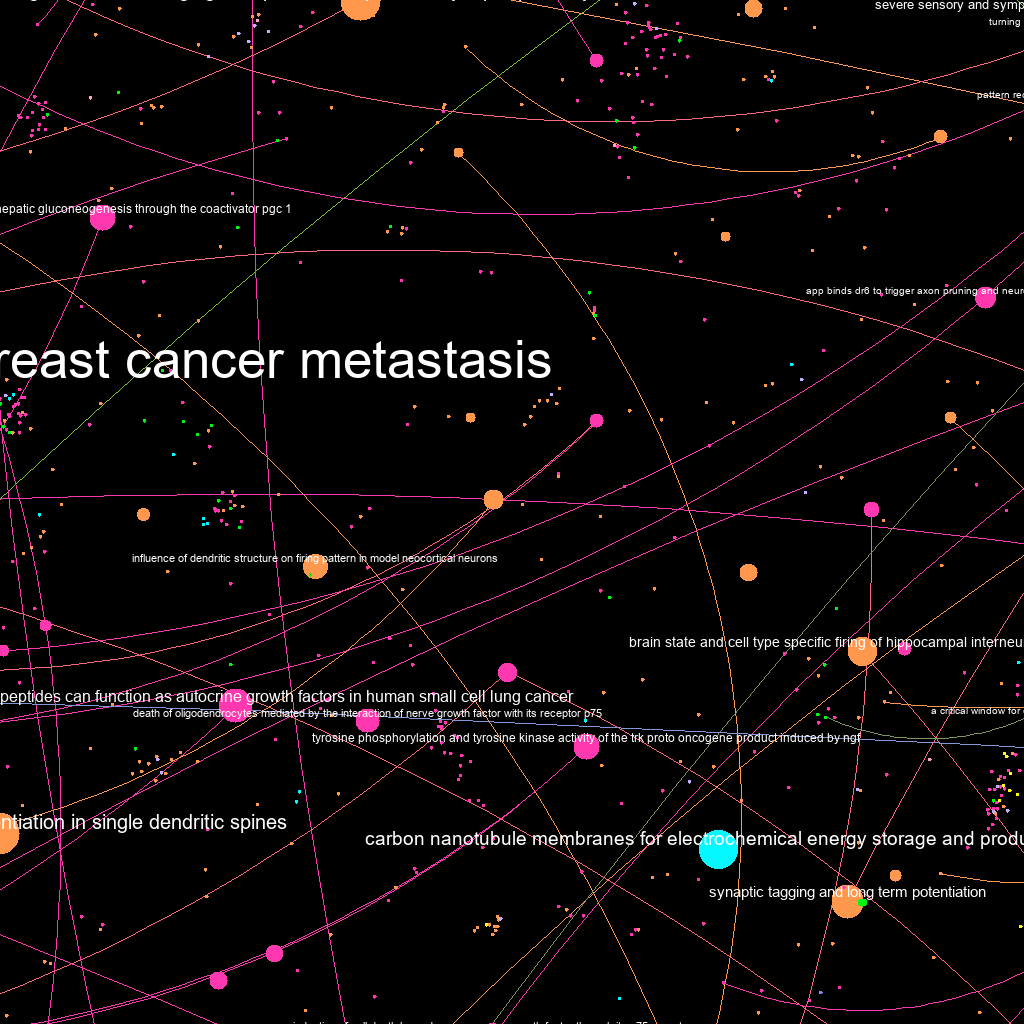 severe sensory and symp
turning
pattern rec
hepatic gluconeogenesis through the coactivator pgc 1
app binds dr6 to trigger axon pruning and neuro
reast cancer metastasis
influence of dendritic structure on firing pattern in model neocortical neurons
brain state and cell type specific firing of hippocampal interneu
peptides can function as autocrine growth factors in human small cell lung cancer
death of oligodendrocytes mediated by the interaction of nerve growth factor with its receptor p75
a critical window for
tyrosine phosphorylation and tyrosine kinase activity of the trk proto oncogene product induced by ngf
ntiation in single dendritic spines
carbon nanotubule membranes for electrochemical energy storage and produ
synaptic tagging and long term potentiation